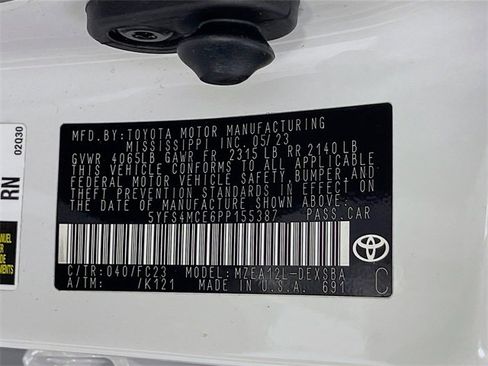 MFD.BY:TOYOTA MOTOR MANUFACTURING
MISSISSIPPI INC. 05/23
GVWR 4065LB GAWR FR 2315LB RR 2140LB
THIS VEHICLE CONFORMS TO ALL APPLICABLE
FEDERAL MOTOR VEHICLE SAFETY, BUMPER, AND
THEFT PREVENTION STANDARDS IN EFFECT ON
THE DATE OF MANUFACTURE SHOWN ABOVE.
5YFS4MCE6PP155387 PASS.CAR
C/TR:040/FC23 MODEL:MZEA12L-DEXSBA
A/TM: /K121 MADE IN U.S.A. 691
C
02Q30
RN